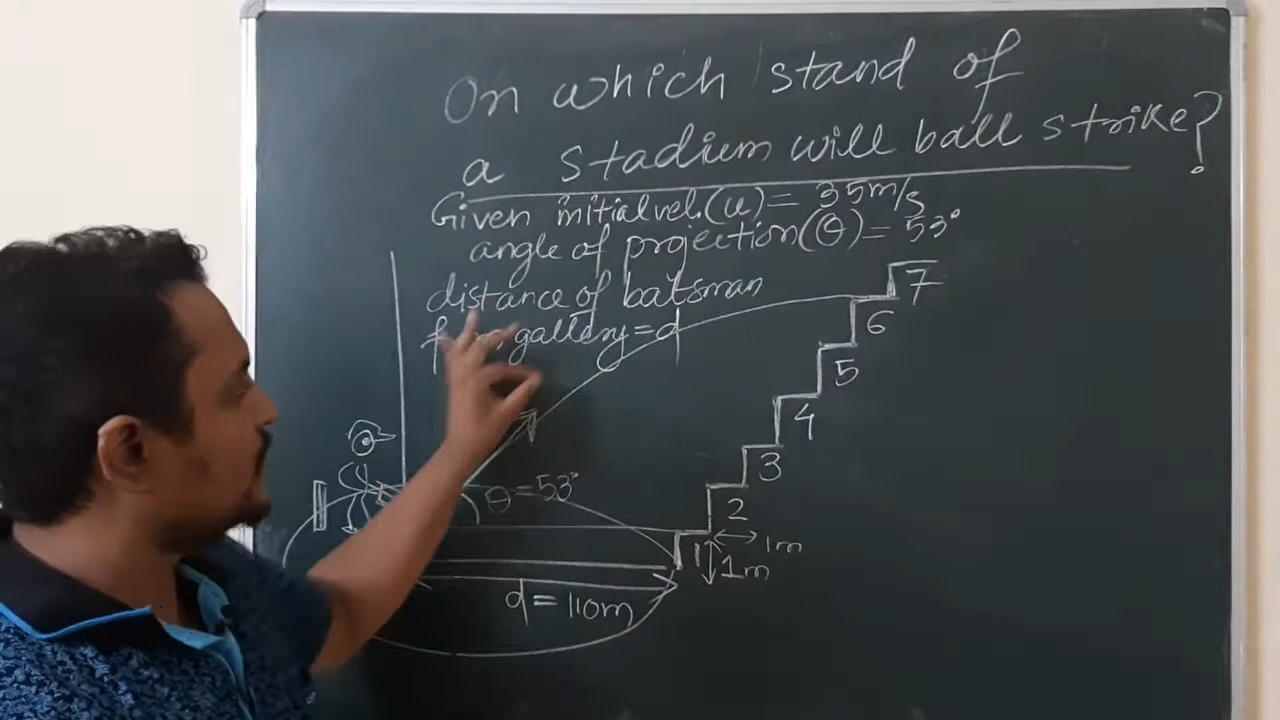 On which stand of
a stadium will ball strike?
Given initial vel.(u) = 35m/s
angle of projection(θ) = 53°
distance of batsman
from gallery = d
7
6
5
4
3
2
1
1m
1m
θ = 53°
d = 110m